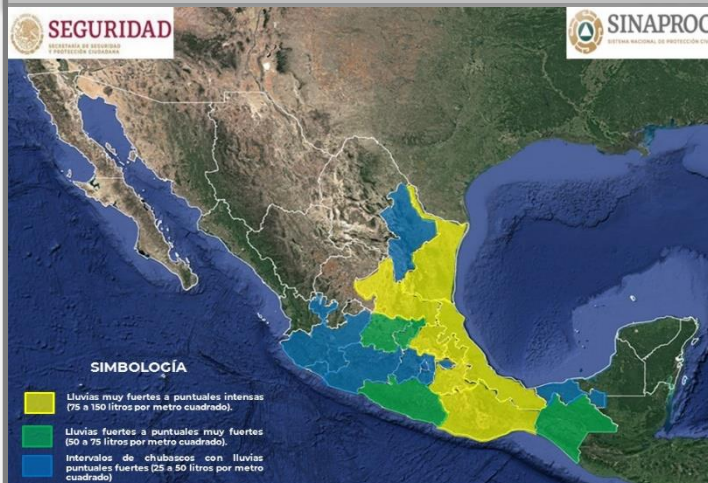 SEGURIDAD
SECRETARÍA DE SEGURIDAD
Y PROTECCIÓN CIUDADANA
SINAPROC
SISTEMA NACIONAL DE PROTECCIÓN CIVIL
SIMBOLOGÍA
Lluvias muy fuertes a puntuales intensas
(75 a 150 litros por metro cuadrado).
Lluvias fuertes a puntuales muy fuertes
(50 a 75 litros por metro cuadrado).
Intervalos de chubascos con lluvias
puntuales fuertes (25 a 50 litros por metro
cuadrado)